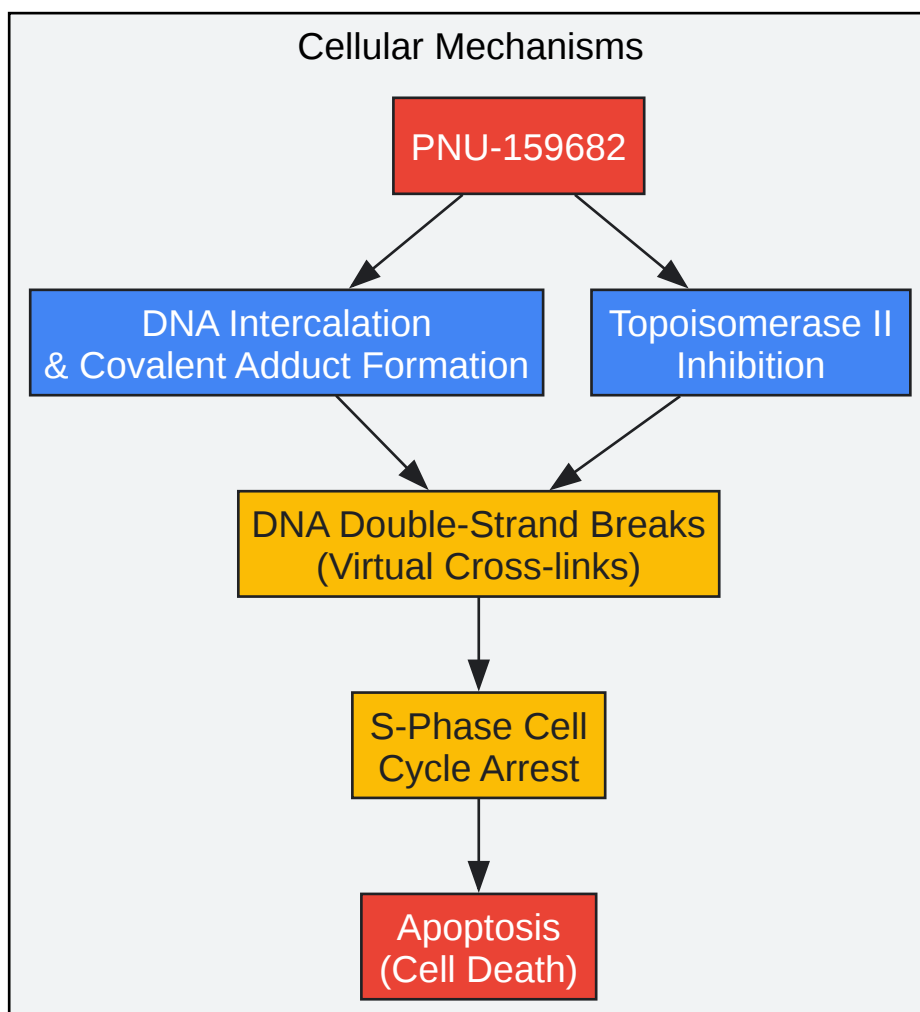 Cellular Mechanisms
PNU-159682
DNA Intercalation
& Covalent Adduct Formation
Topoisomerase II
Inhibition
DNA Double-Strand Breaks
(Virtual Cross-links)
S-Phase Cell
Cycle Arrest
Apoptosis
(Cell Death)